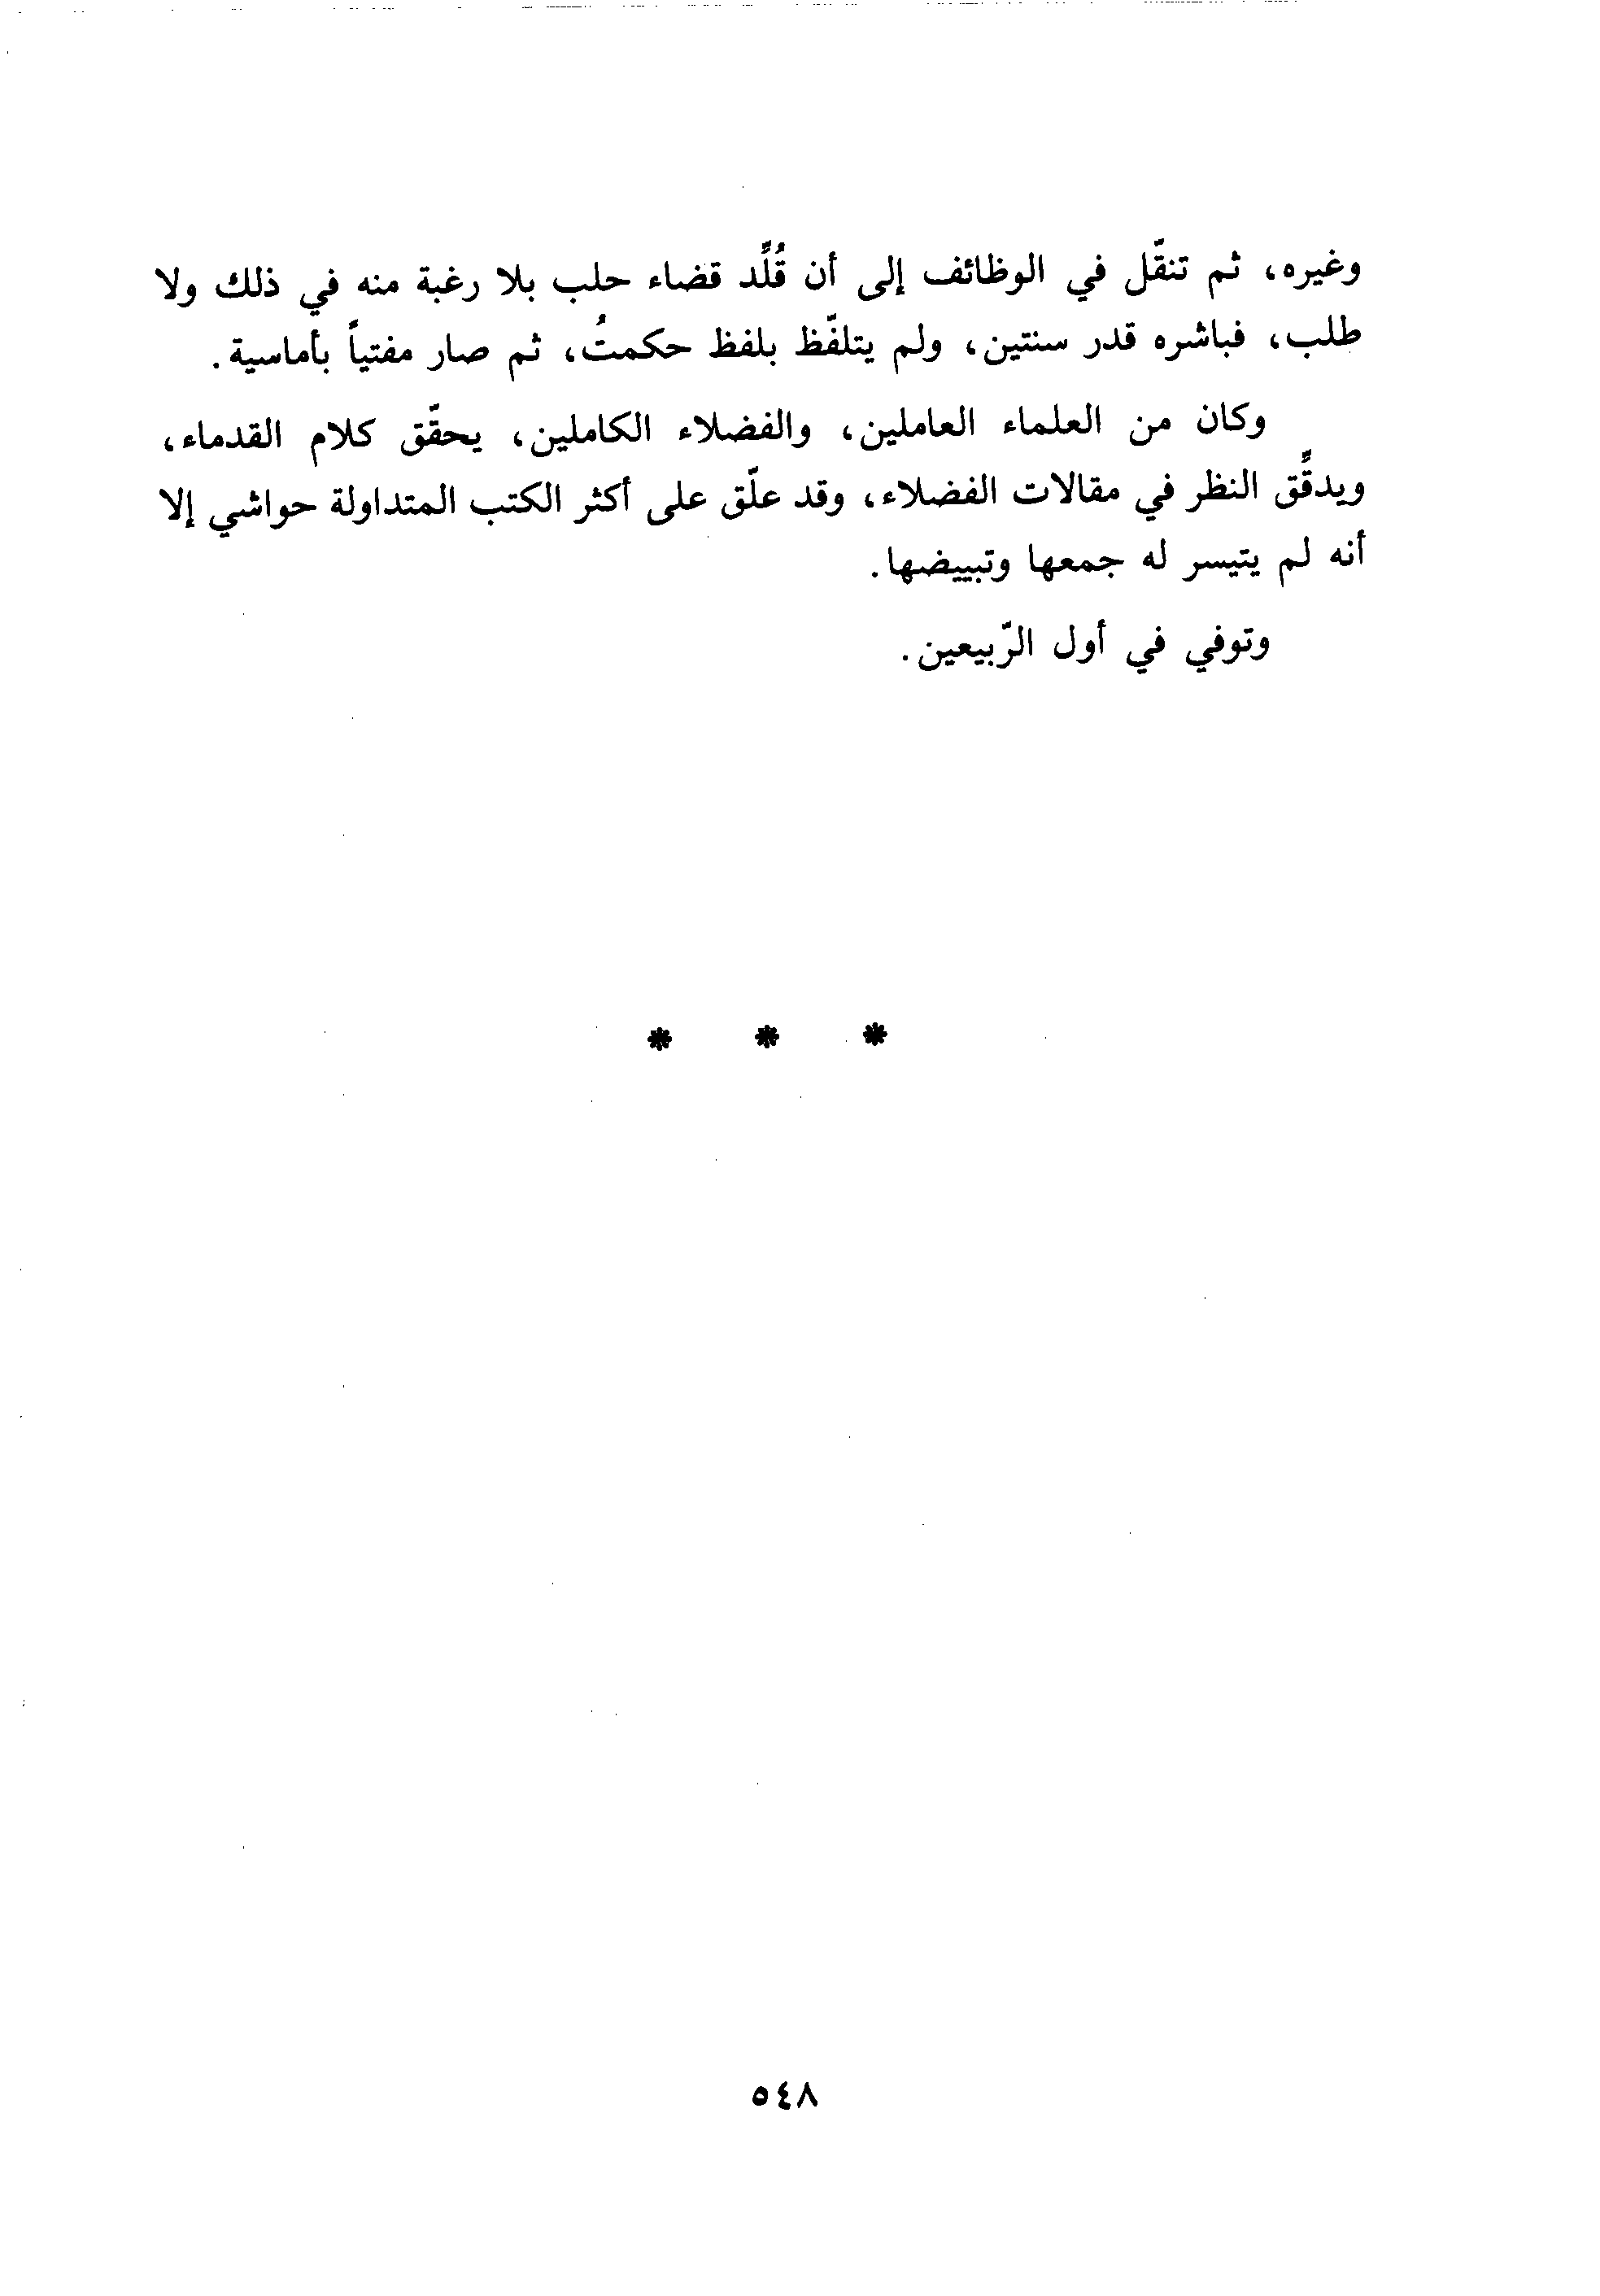 وغيره، ثم تنقّل في الوظائف إلى أن قُلِّد قضاء حلب بلا رغبة منه في ذلك ولا
طلب، فباشره قدر سنتين، ولم يتلفّظ بلفظ حكمتُ، ثم صار مفتياً بأماسية.
وكان من العلماء العاملين، والفضلاء الكاملين، يحقّق كلام القدماء،
ويدقِّق النظر في مقالات الفضلاء، وقد علّق على أكثر الكتب المتداولة حواشي إلا
أنه لم يتيسر له جمعها وتبييضها.
وتوفي في أول الرّبيعين.
* * *
٥٤٨